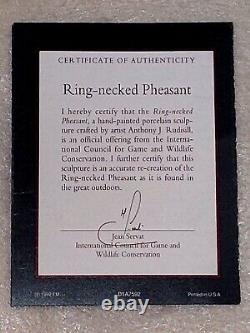 CERTIFICATE OF AUTHENTICITY
Ring-necked Pheasant
I hereby certify that the Ring-necked
Pheasant, a hand-painted porcelain sculp-
ture crafted by artist Anthony J. Rudisill,
is an official offering from the Interna-
tional Council for Game and Wildlife
Conservation. I further certify that this
sculpture is an accurate re-creation of the
Ring-necked Pheasant as it is found in
the great outdoors.
Jean Servat
International Council for Game and
Wildlife Conservation
Printed in U.S.A.